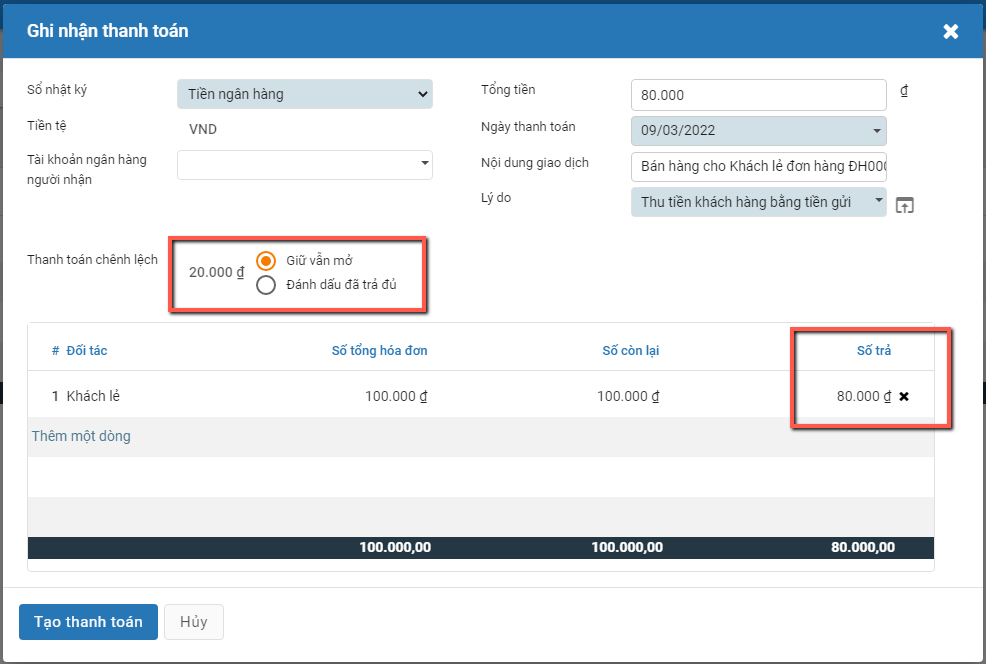 Ghi nhận thanh toán
Sổ nhật ký
Tiền ngân hàng
Tổng tiền
80.000
₫
Tiền tệ
VND
Ngày thanh toán
09/03/2022
Tài khoản ngân hàng
người nhận
Nội dung giao dịch
Bán hàng cho Khách lẻ đơn hàng ĐH000
Lý do
Thu tiền khách hàng bằng tiền gửi
Thanh toán chênh lệch
20.000 ₫
Giữ vẫn mở
Đánh dấu đã trả đủ
# Đối tác Số tổng hóa đơn Số còn lại Số trả
1 Khách lẻ 100.000 ₫ 100.000 ₫ 80.000 ₫
Thêm một dòng
100.000,00 100.000,00 80.000,00
Tạo thanh toán
Hủy